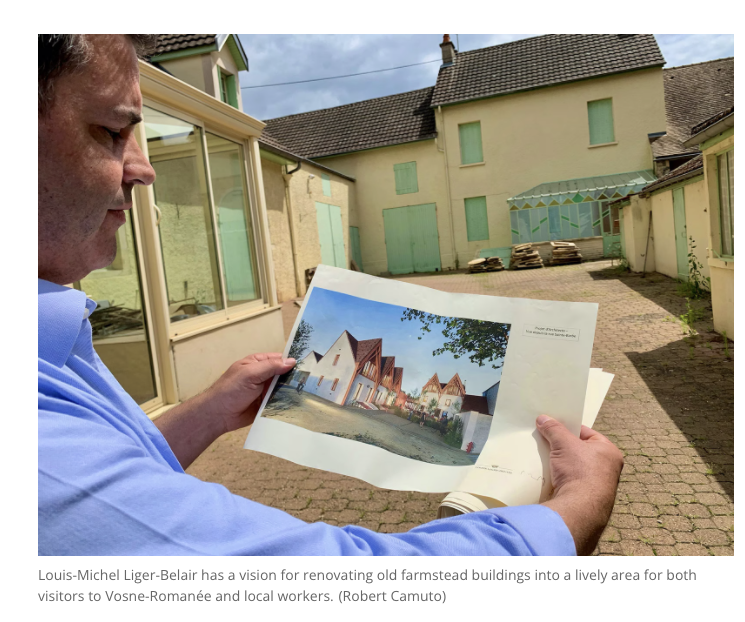 Louis-Michel Liger-Belair has a vision for renovating old farmstead buildings into a lively area for both
visitors to Vosne-Romanée and local workers. (Robert Camuto)